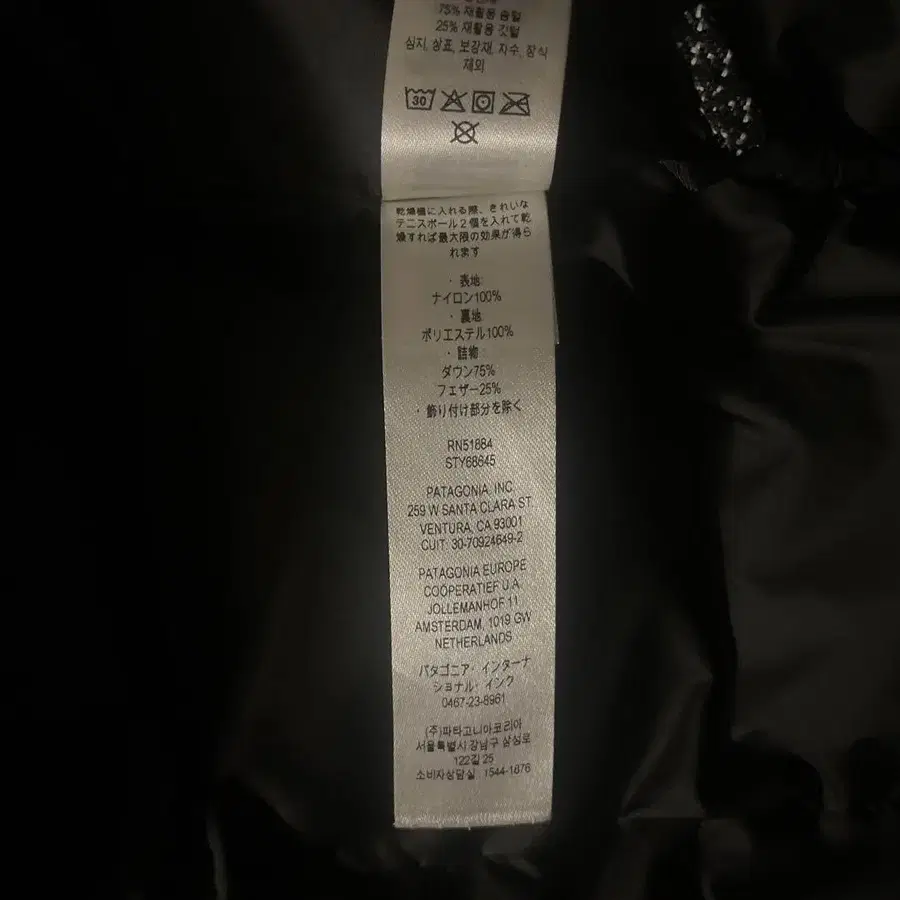 75% 재활용 솜털
25% 재활용 깃털
심지, 상표, 보강재, 자수, 장식
제외
30
乾燥機に入れる際、きれいな
テニスボール2個を入れて乾
燥すれば最大限の効果が得ら
れます
・表地:
ナイロン100%
・裏地
ポリエステル100%
・詰物:
ダウン75%
フェザー25%
・飾り付け部分を除く
RN51884
STY68645
PATAGONIA, INC.
259 W SANTA CLARA ST.
VENTURA, CA 93001
CUIT: 30-70924649-2
PATAGONIA EUROPE
COÖPERATIEF U.A.
JOLLEMANHOF 11
AMSTERDAM, 1019 GW
NETHERLANDS
パタゴニア・インターナ
ショナル・インク
0467-23-8961
(주)파타고니아코리아
서울특별시 강남구 삼성로
122길 25
소비자상담실 1544-1876